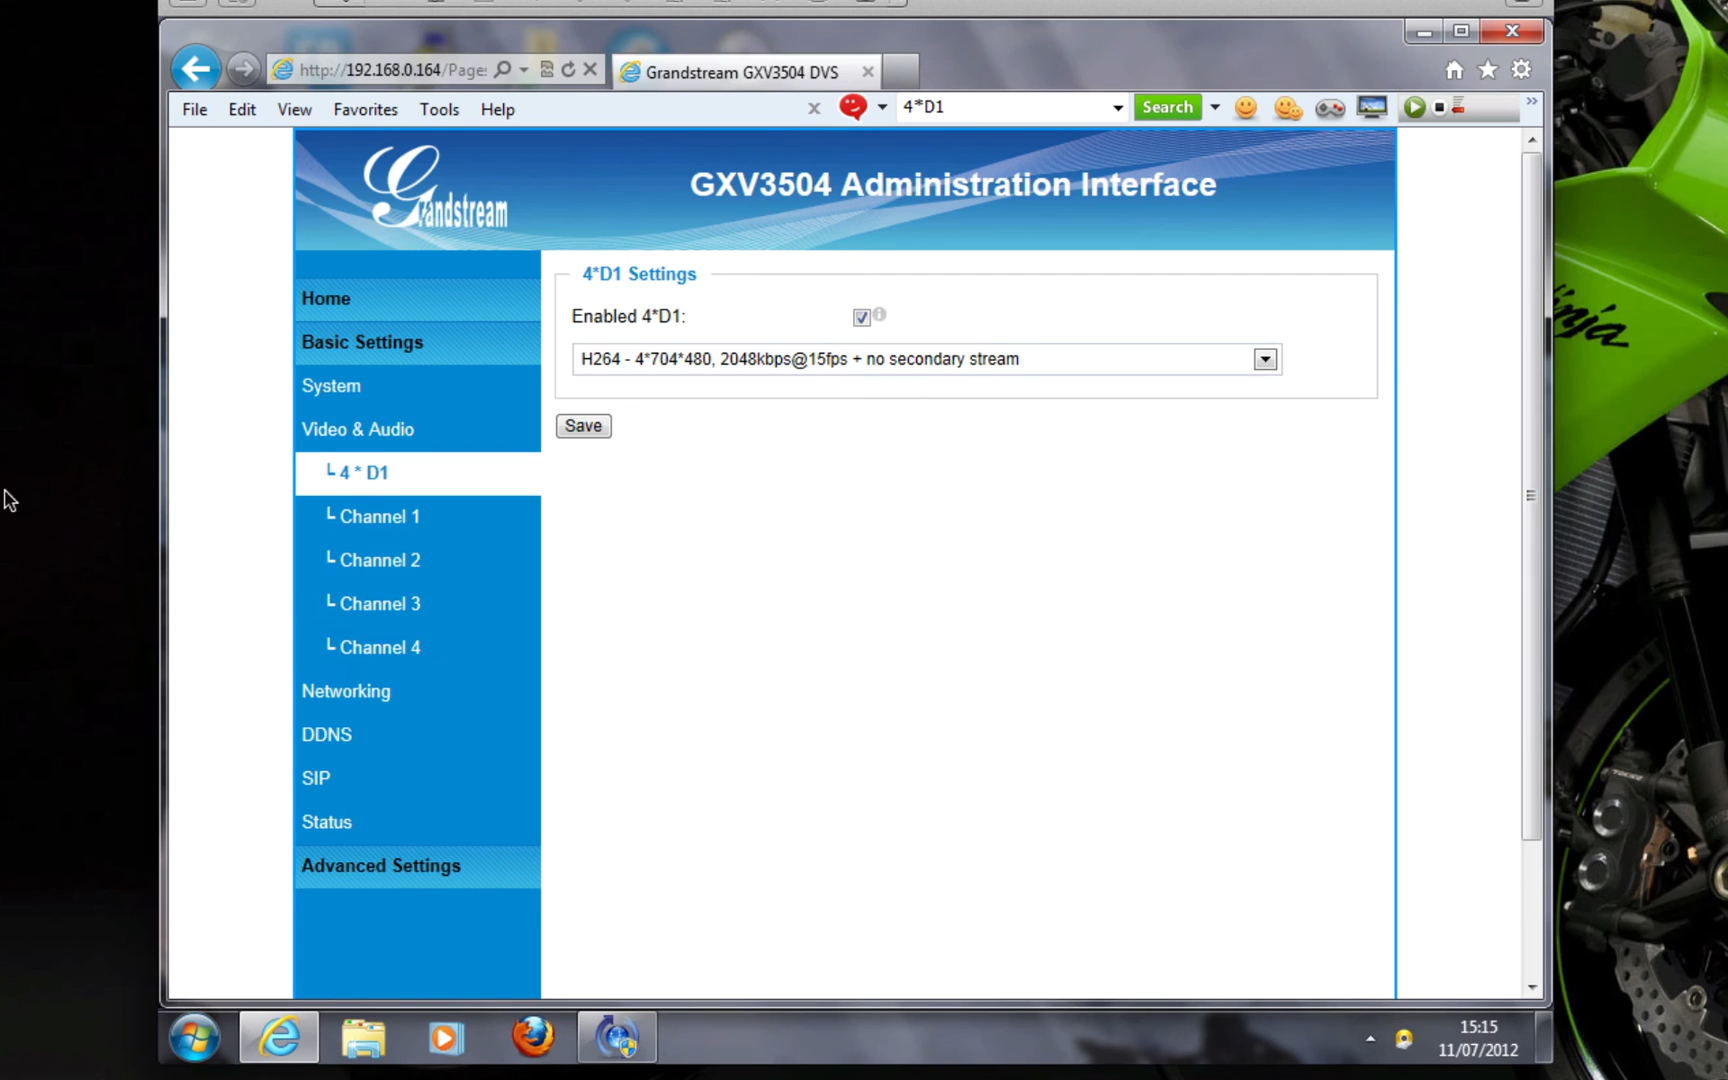 http://192.168.0.164/Page:
Grandstream GXV3504 DVS
File Edit View Favorites Tools Help
4*D1
Search
Grandstream
GXV3504 Administration Interface
Home
Basic Settings
System
Video & Audio
4 * D1
Channel 1
Channel 2
Channel 3
Channel 4
Networking
DDNS
SIP
Status
Advanced Settings
4*D1 Settings
Enabled 4*D1:
H264 - 4*704*480, 2048kbps@15fps + no secondary stream
Save
Ninja
TOKICO
15:15
11/07/2012